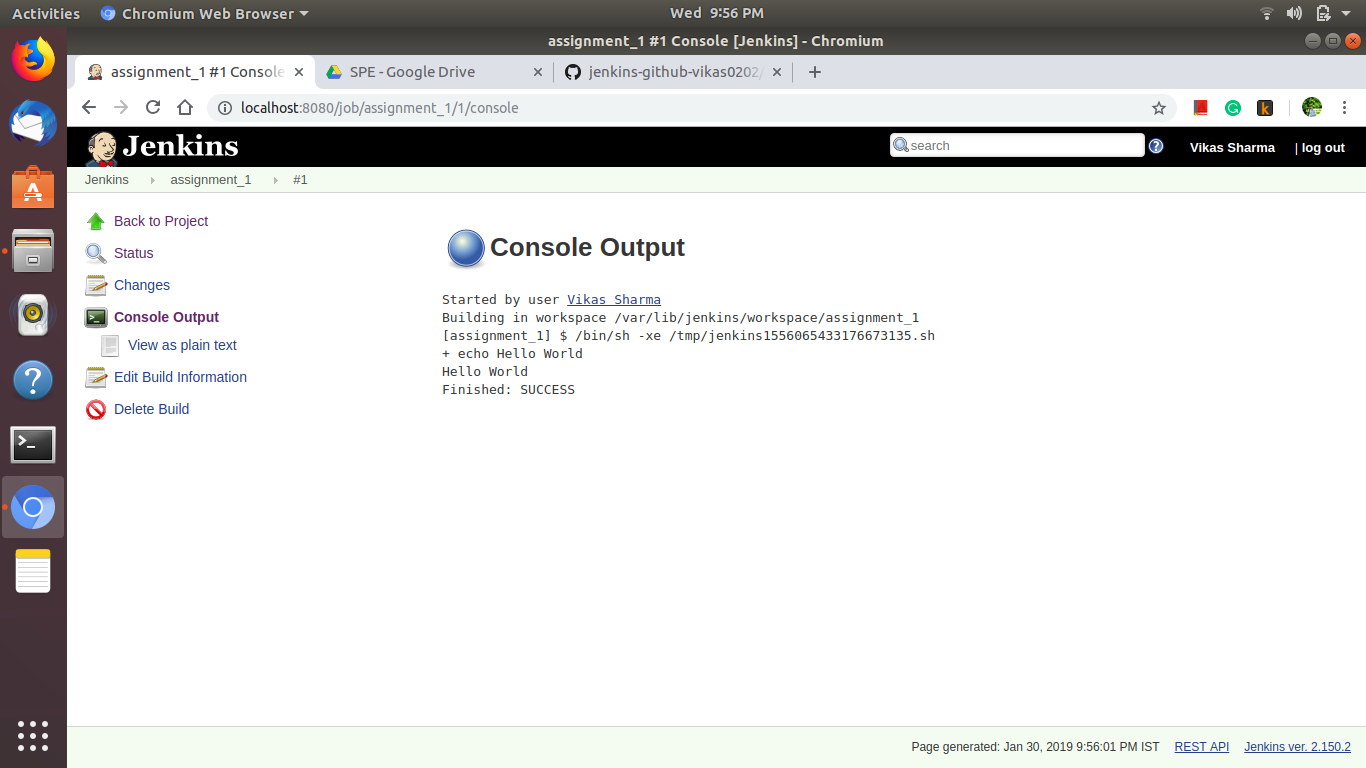 Activities Chromium Web Browser Wed 9:56 PM
assignment_1 #1 Console [Jenkins] - Chromium
assignment_1 #1 Console SPE - Google Drive jenkins-github-vikas0202/
localhost:8080/job/assignment_1/1/console
Jenkins search Vikas Sharma | log out
Jenkins assignment_1 #1
Back to Project
Status
Changes
Console Output
View as plain text
Edit Build Information
Delete Build
Console Output
Started by user Vikas Sharma
Building in workspace /var/lib/jenkins/workspace/assignment_1
[assignment_1] $ /bin/sh -xe /tmp/jenkins1556065433176673135.sh
+ echo Hello World
Hello World
Finished: SUCCESS
Page generated: Jan 30, 2019 9:56:01 PM IST REST API Jenkins ver. 2.150.2